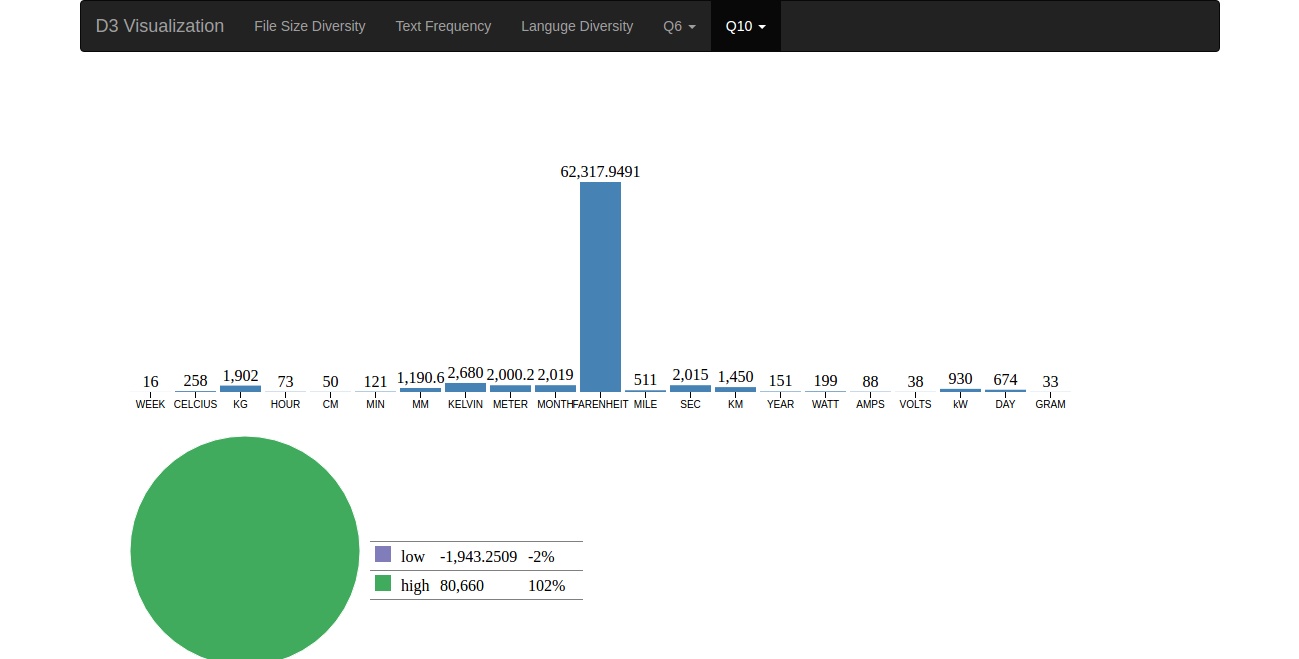 D3 Visualization File Size Diversity Text Frequency Languge Diversity Q6 Q10
62,317.9491
16 258 1,902 73 50 121 1,190.6 2,680 2,000.2 2,019 511 2,015 1,450 151 199 88 38 930 674 33
WEEK CELCIUS KG HOUR CM MIN MM KELVIN METER MONTH FARENHEIT MILE SEC KM YEAR WATT AMPS VOLTS kW DAY GRAM
low -1,943.2509 -2%
high 80,660 102%